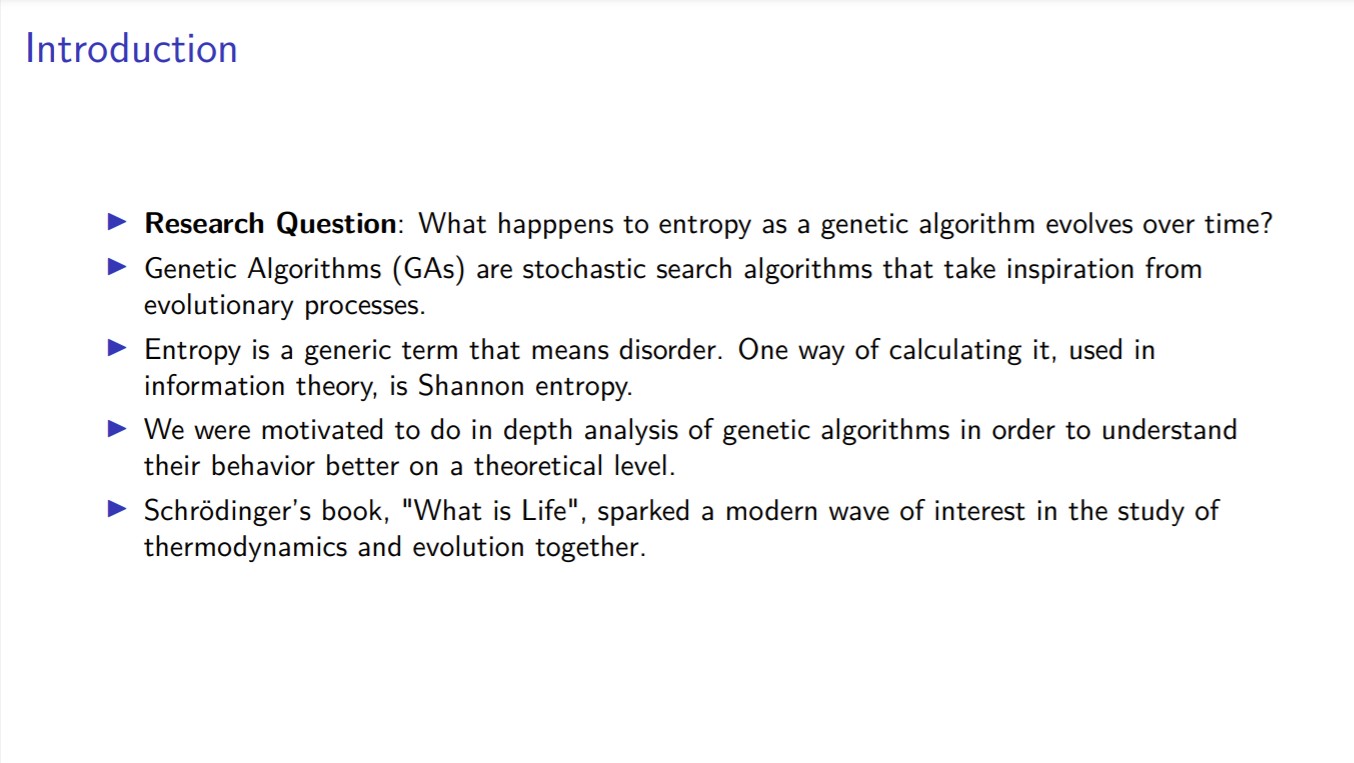 Introduction
Research Question: What happpens to entropy as a genetic algorithm evolves over time?
Genetic Algorithms (GAs) are stochastic search algorithms that take inspiration from
evolutionary processes.
Entropy is a generic term that means disorder. One way of calculating it, used in
information theory, is Shannon entropy.
We were motivated to do in depth analysis of genetic algorithms in order to understand
their behavior better on a theoretical level.
Schrödinger's book, "What is Life", sparked a modern wave of interest in the study of
thermodynamics and evolution together.